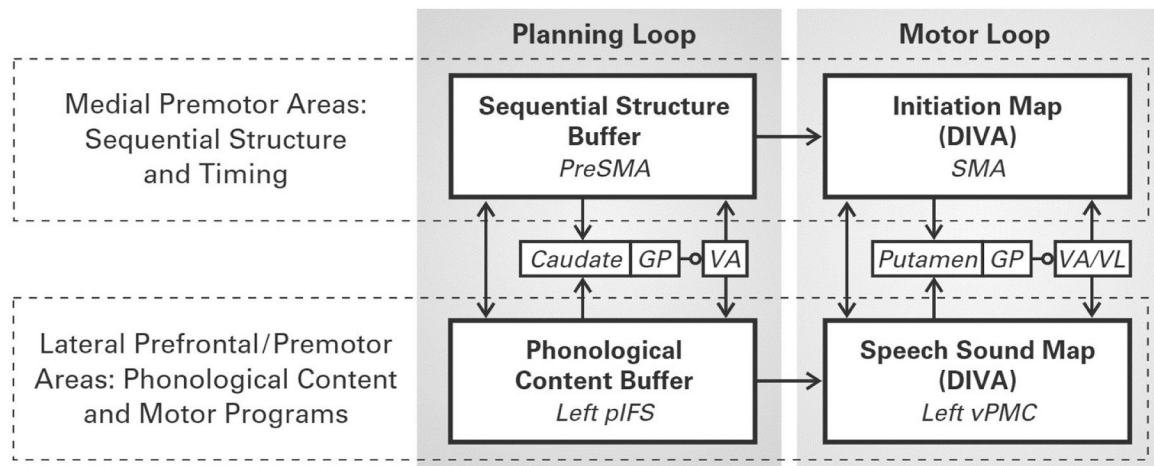 Planning Loop
Motor Loop
Medial Premotor Areas:
Sequential Structure
and Timing
Sequential Structure
Buffer
PreSMA
Initiation Map
(DIVA)
SMA
Caudate GP VA
Putamen GP VA/VL
Lateral Prefrontal/Premotor
Areas: Phonological Content
and Motor Programs
Phonological
Content Buffer
Left pIFS
Speech Sound Map
(DIVA)
Left vPMC